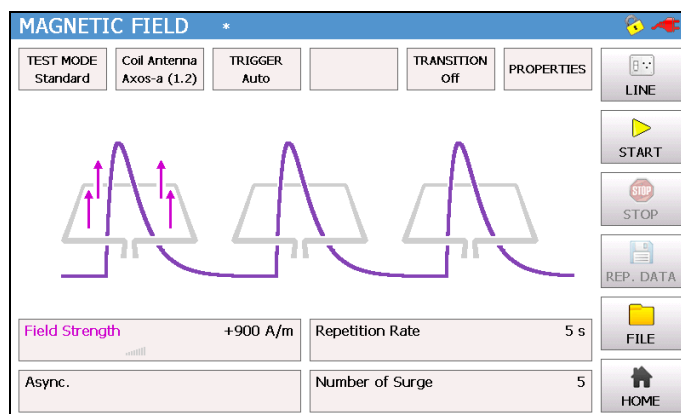 MAGNETIC FIELD *
TEST MODE
Standard
Coil Antenna
Axos-a (1.2)
TRIGGER
Auto
TRANSITION
Off
PROPERTIES
LINE
START
STOP
STOP
REP. DATA
FILE
HOME
Field Strength +900 A/m
Repetition Rate 5 s
Async.
Number of Surge 5